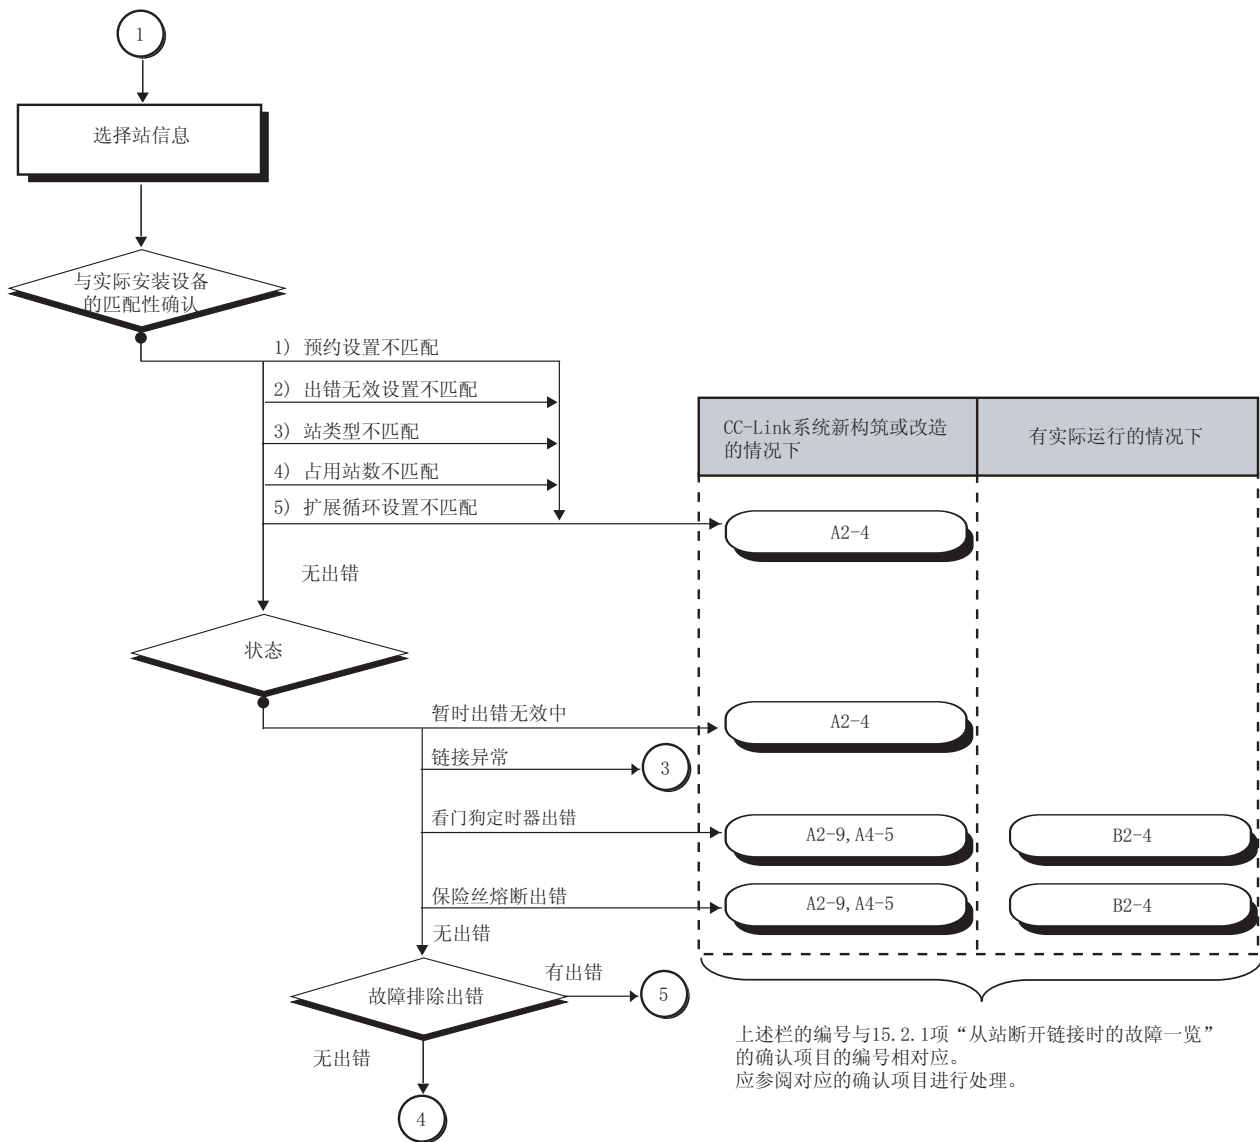 1
选择站信息
与实际安装设备
的匹配性确认
1) 预约设置不匹配
2) 出错无效设置不匹配
3) 站类型不匹配
4) 占用站数不匹配
5) 扩展循环设置不匹配
CC-Link系统新构筑或改造
的情况下
有实际运行的情况下
A2-4
无出错
状态
暂时出错无效中
A2-4
链接异常
3
看门狗定时器出错
A2-9,A4-5
B2-4
保险丝熔断出错
A2-9,A4-5
B2-4
无出错
故障排除出错
有出错
5
无出错
4
上述栏的编号与15.2.1项“从站断开链接时的故障一览”
的确认项目的编号相对应。
应参阅对应的确认项目进行处理。